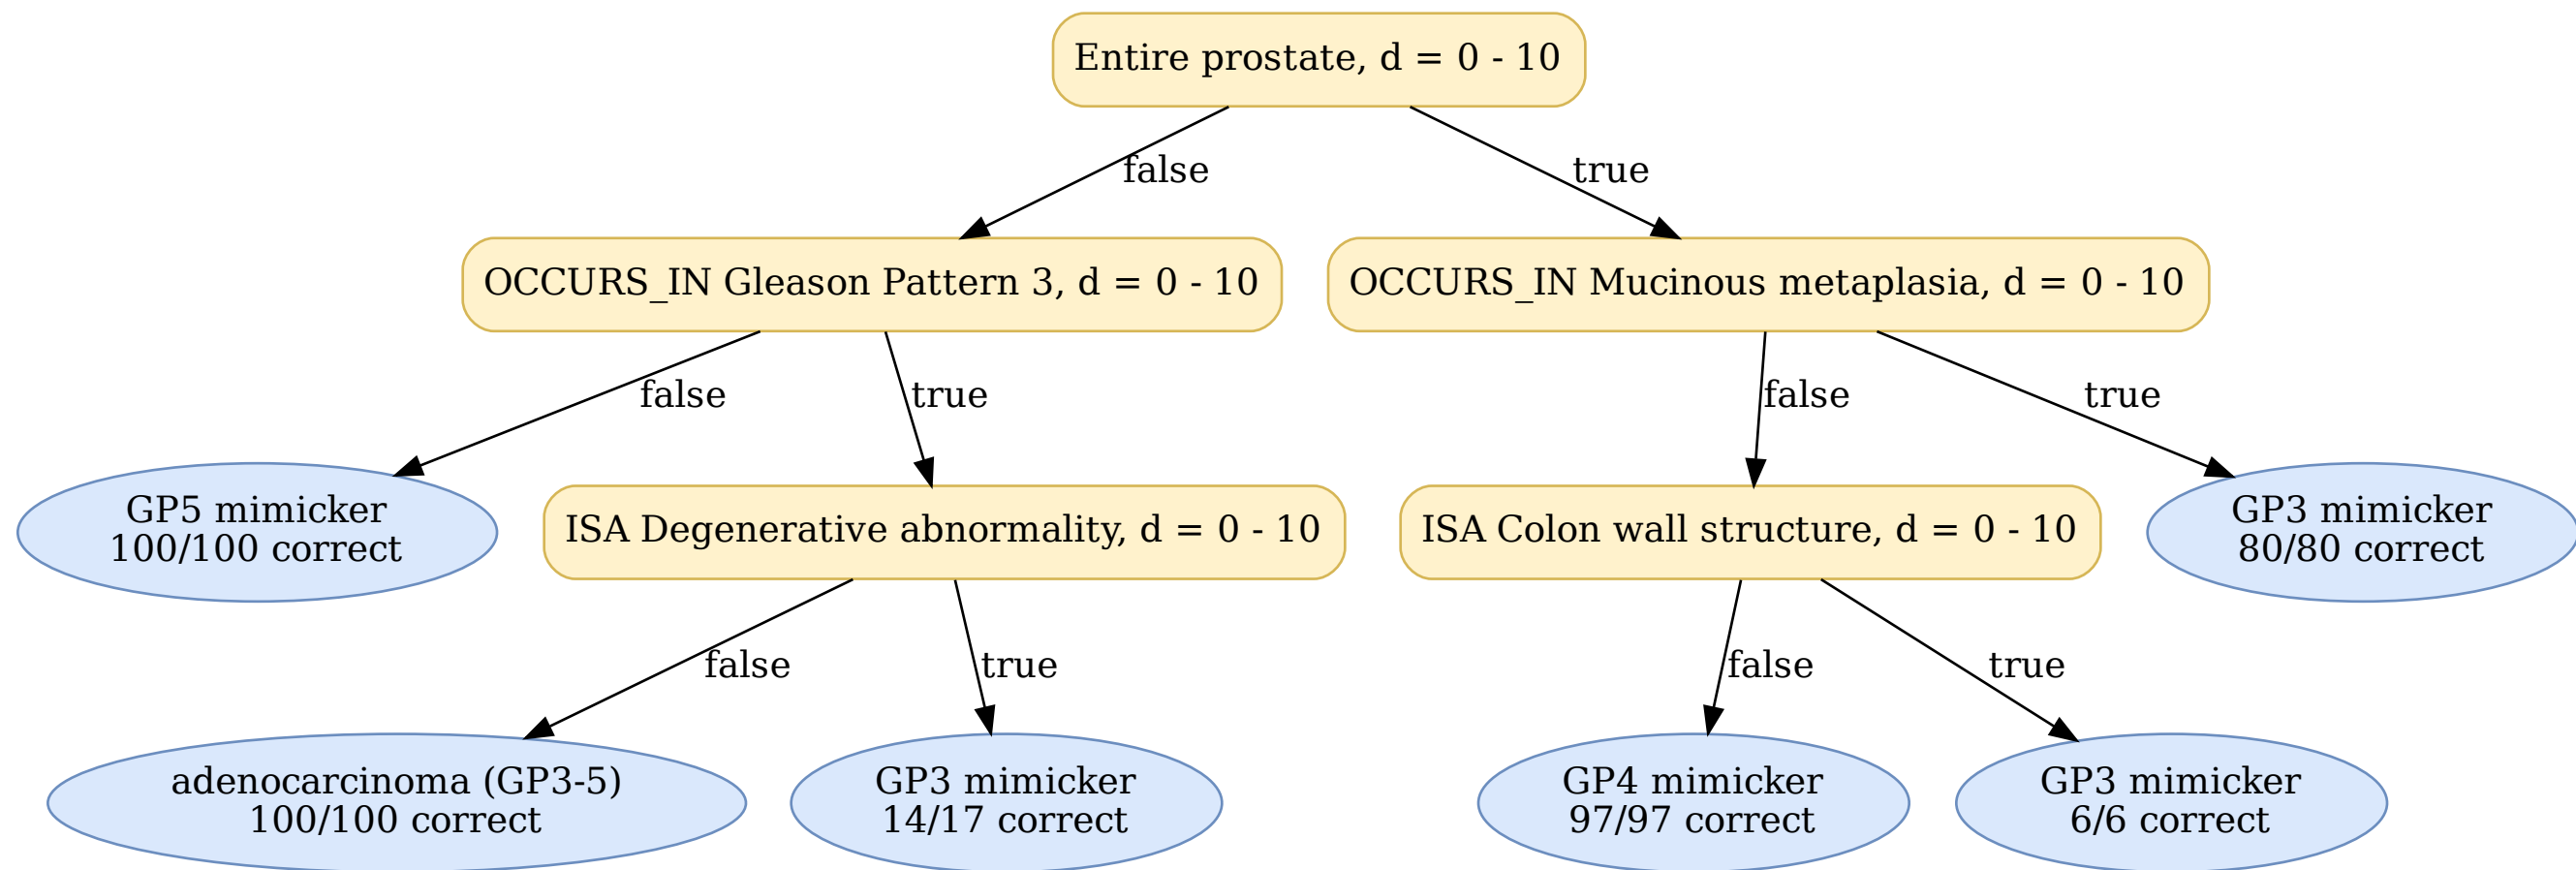 Entire prostate, d = 0 - 10
false
true
OCCURS_IN Gleason Pattern 3, d = 0 - 10
OCCURS_IN Mucinous metaplasia, d = 0 - 10
false
true
false
true
GP5 mimicker
100/100 correct
ISA Degenerative abnormality, d = 0 - 10
ISA Colon wall structure, d = 0 - 10
GP3 mimicker
80/80 correct
false
true
false
true
adenocarcinoma (GP3-5)
100/100 correct
GP3 mimicker
14/17 correct
GP4 mimicker
97/97 correct
GP3 mimicker
6/6 correct